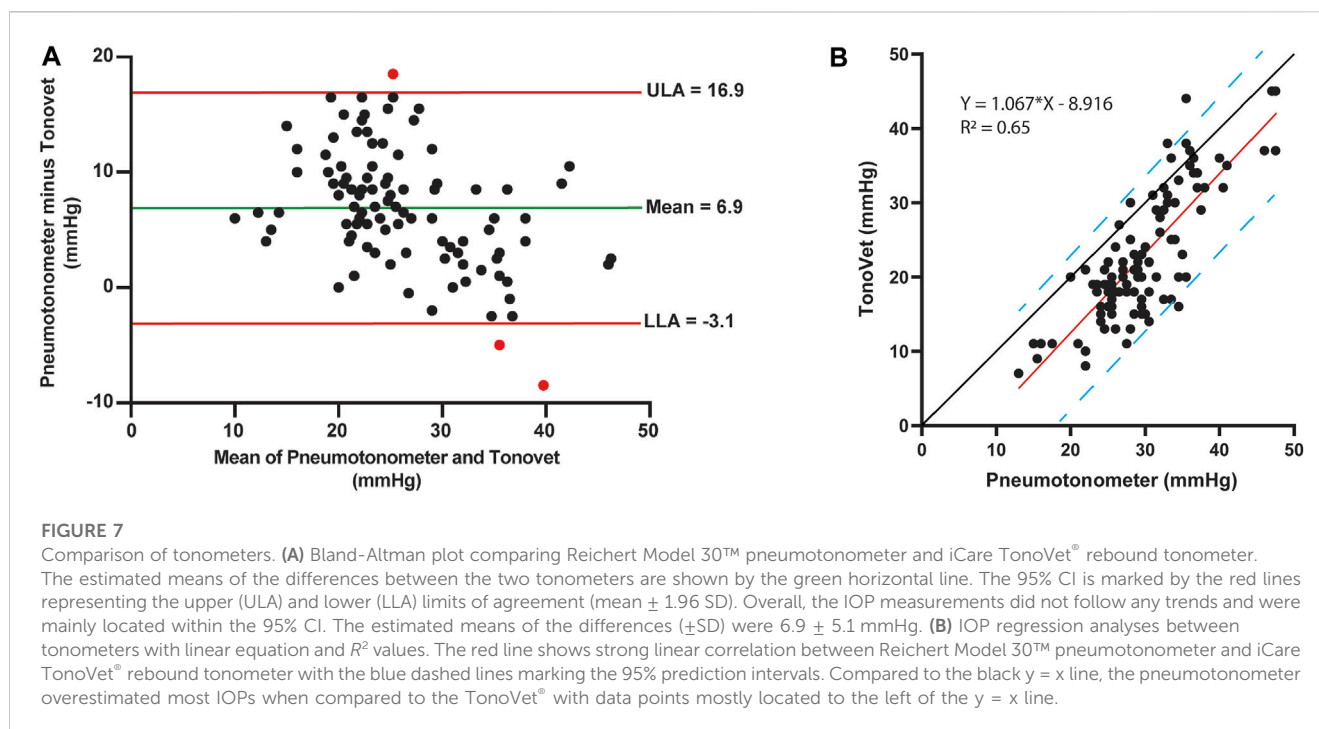 A
20
10
0
-10
Pneumotonometer minus Tonovet
(mmHg)
ULA = 16.9
Mean = 6.9
LLA = -3.1
0 10 20 30 40 50
Mean of Pneumotonometer and Tonovet
(mmHg)
B
50
40
30
20
10
0
TonoVet (mmHg)
Y = 1.067*X - 8.916
R² = 0.65
0 10 20 30 40 50
Pneumotonometer (mmHg)
FIGURE 7
Comparison of tonometers. (A) Bland-Altman plot comparing Reichert Model 30™ pneumotonometer and iCare TonoVet® rebound tonometer.
The estimated means of the differences between the two tonometers are shown by the green horizontal line. The 95% CI is marked by the red lines
representing the upper (ULA) and lower (LLA) limits of agreement (mean ± 1.96 SD). Overall, the IOP measurements did not follow any trends and were
mainly located within the 95% CI. The estimated means of the differences (±SD) were 6.9 ± 5.1 mmHg. (B) IOP regression analyses between
tonometers with linear equation and R² values. The red line shows strong linear correlation between Reichert Model 30™ pneumotonometer and iCare
TonoVet® rebound tonometer with the blue dashed lines marking the 95% prediction intervals. Compared to the black y = x line, the pneumotonometer
overestimated most IOPs when compared to the TonoVet® with data points mostly located to the left of the y = x line.